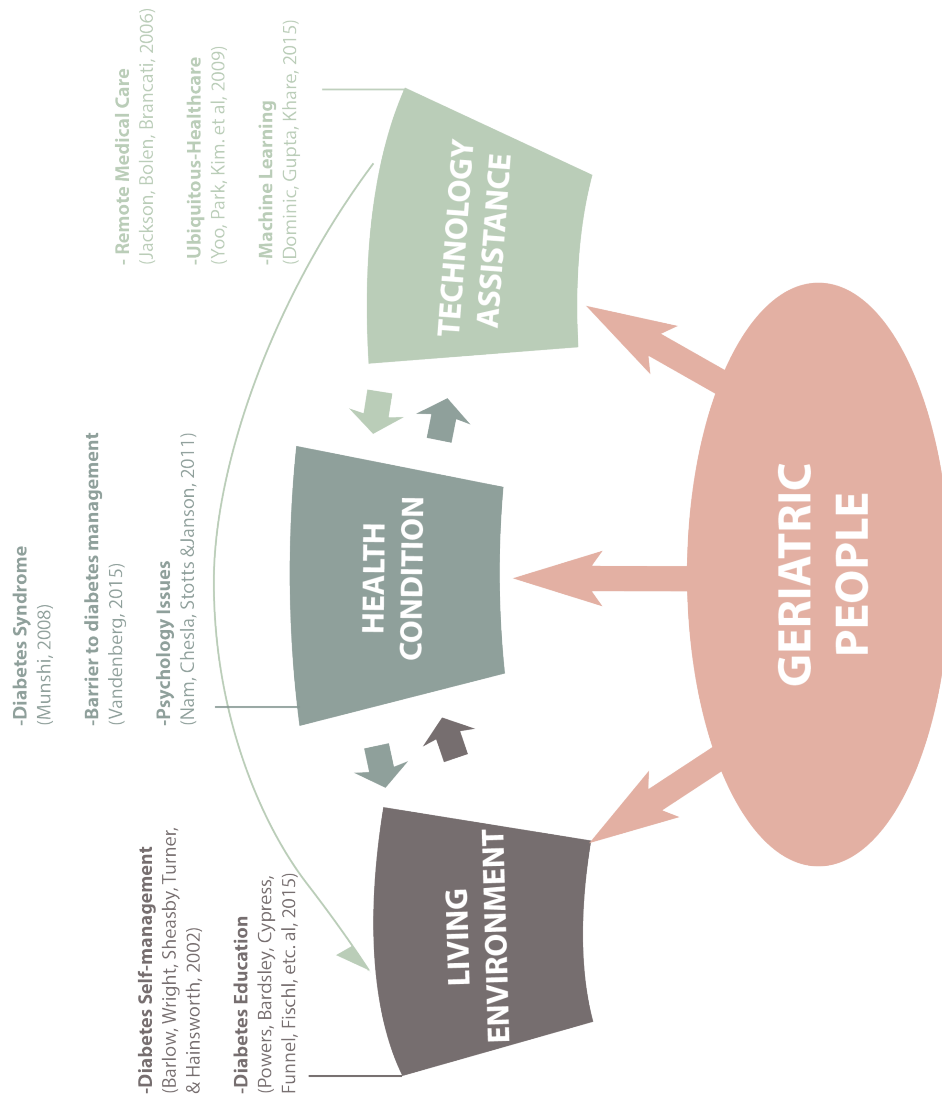 -Diabetes Self-management
(Barlow, Wright, Sheasby, Turner,
& Hainsworth, 2002)
-Diabetes Education
(Powers, Bardsley, Cypress,
Funnel, Fischl, etc. al, 2015)
LIVING
ENVIRONMENT
-Diabetes Syndrome
(Munshi, 2008)
-Barrier to diabetes management
(Vandenberg, 2015)
-Psychology Issues
(Nam, Chesla, Stotts &Janson, 2011)
HEALTH
CONDITION
- Remote Medical Care
(Jackson, Bolen, Brancati, 2006)
-Ubiquitous-Healthcare
(Yoo, Park, Kim. et al, 2009)
-Machine Learning
(Dominic, Gupta, Khare, 2015)
TECHNOLOGY
ASSISTANCE
GERIATRIC
PEOPLE